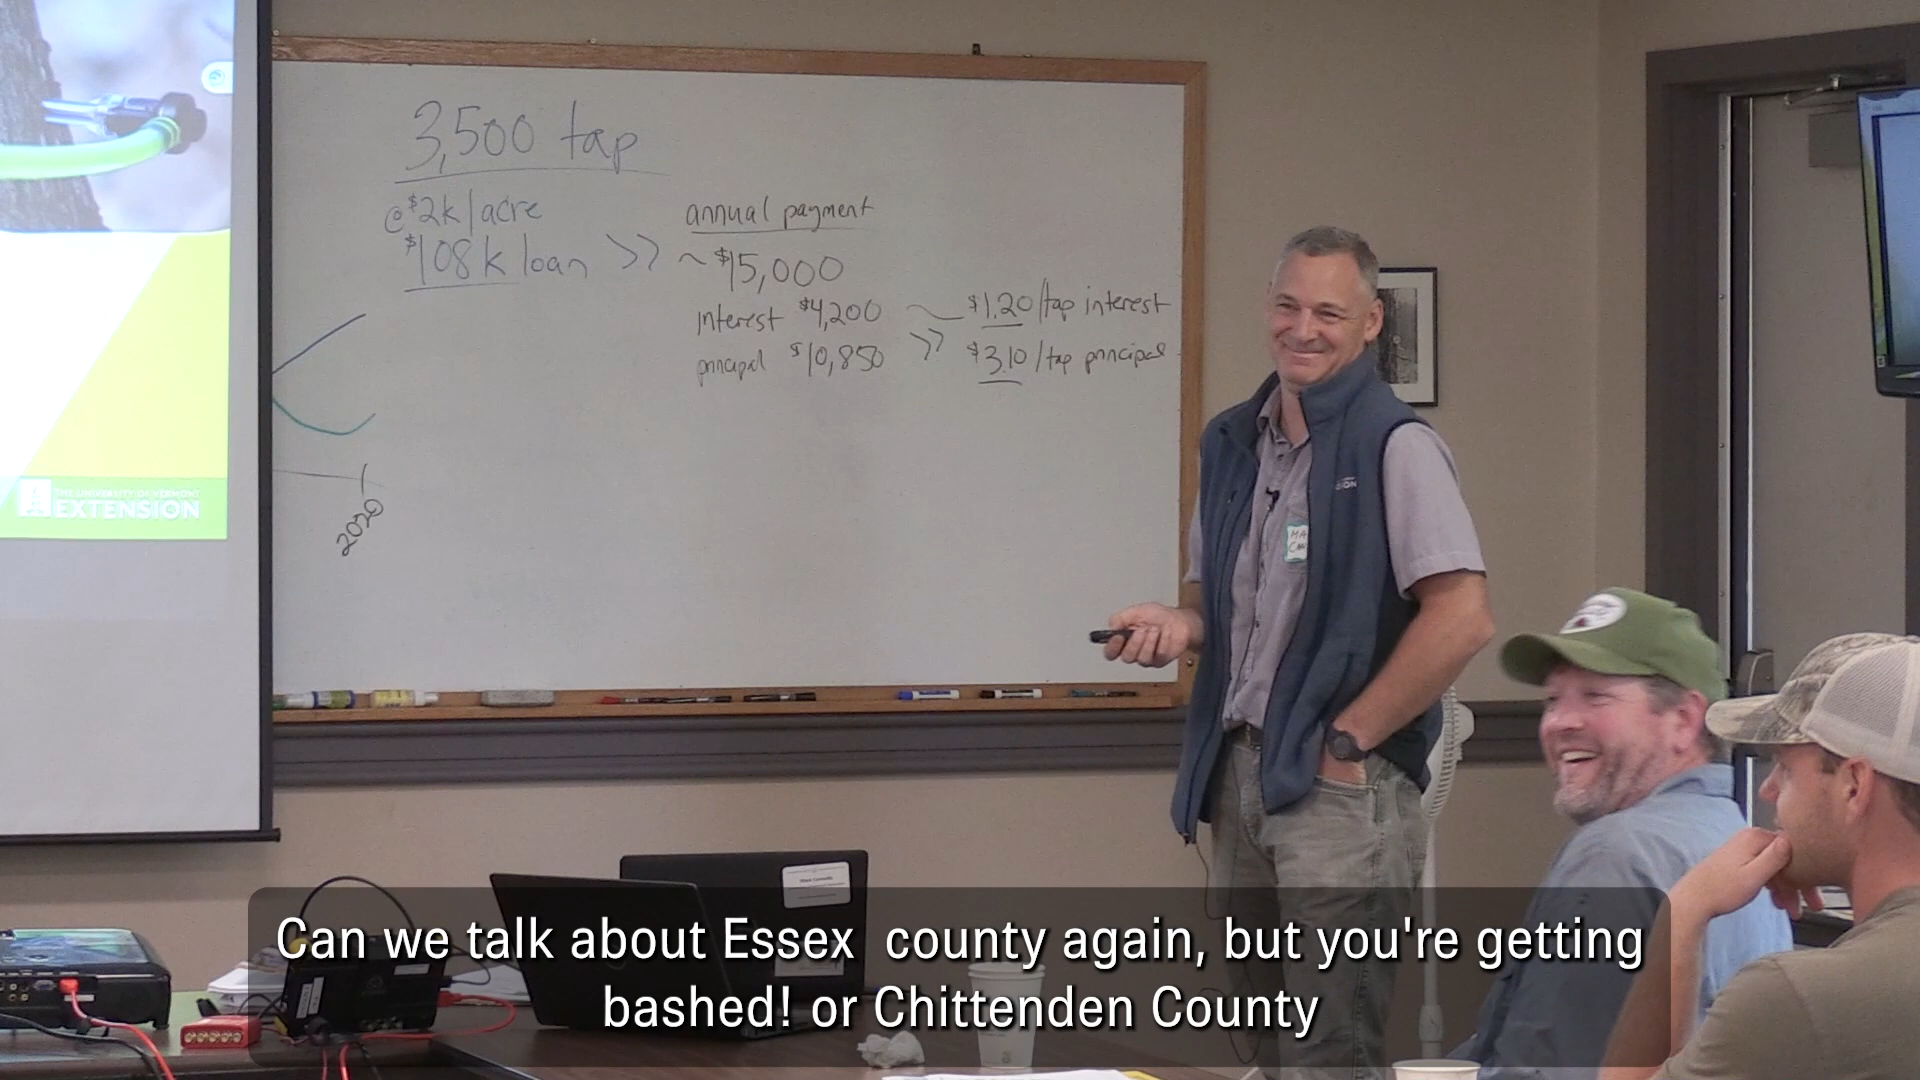 3,500 tap
@ $2k/acre
$108k loan >> ~ $15,000
annual payment
interest $4,200 ~ $1.20/tap interest
principal $10,850 >> $3.10/tap principal
2020
THE UNIVERSITY OF VERMONT
EXTENSION
MA
CAN
Can we talk about Essex county again, but you're getting
bashed! or Chittenden County